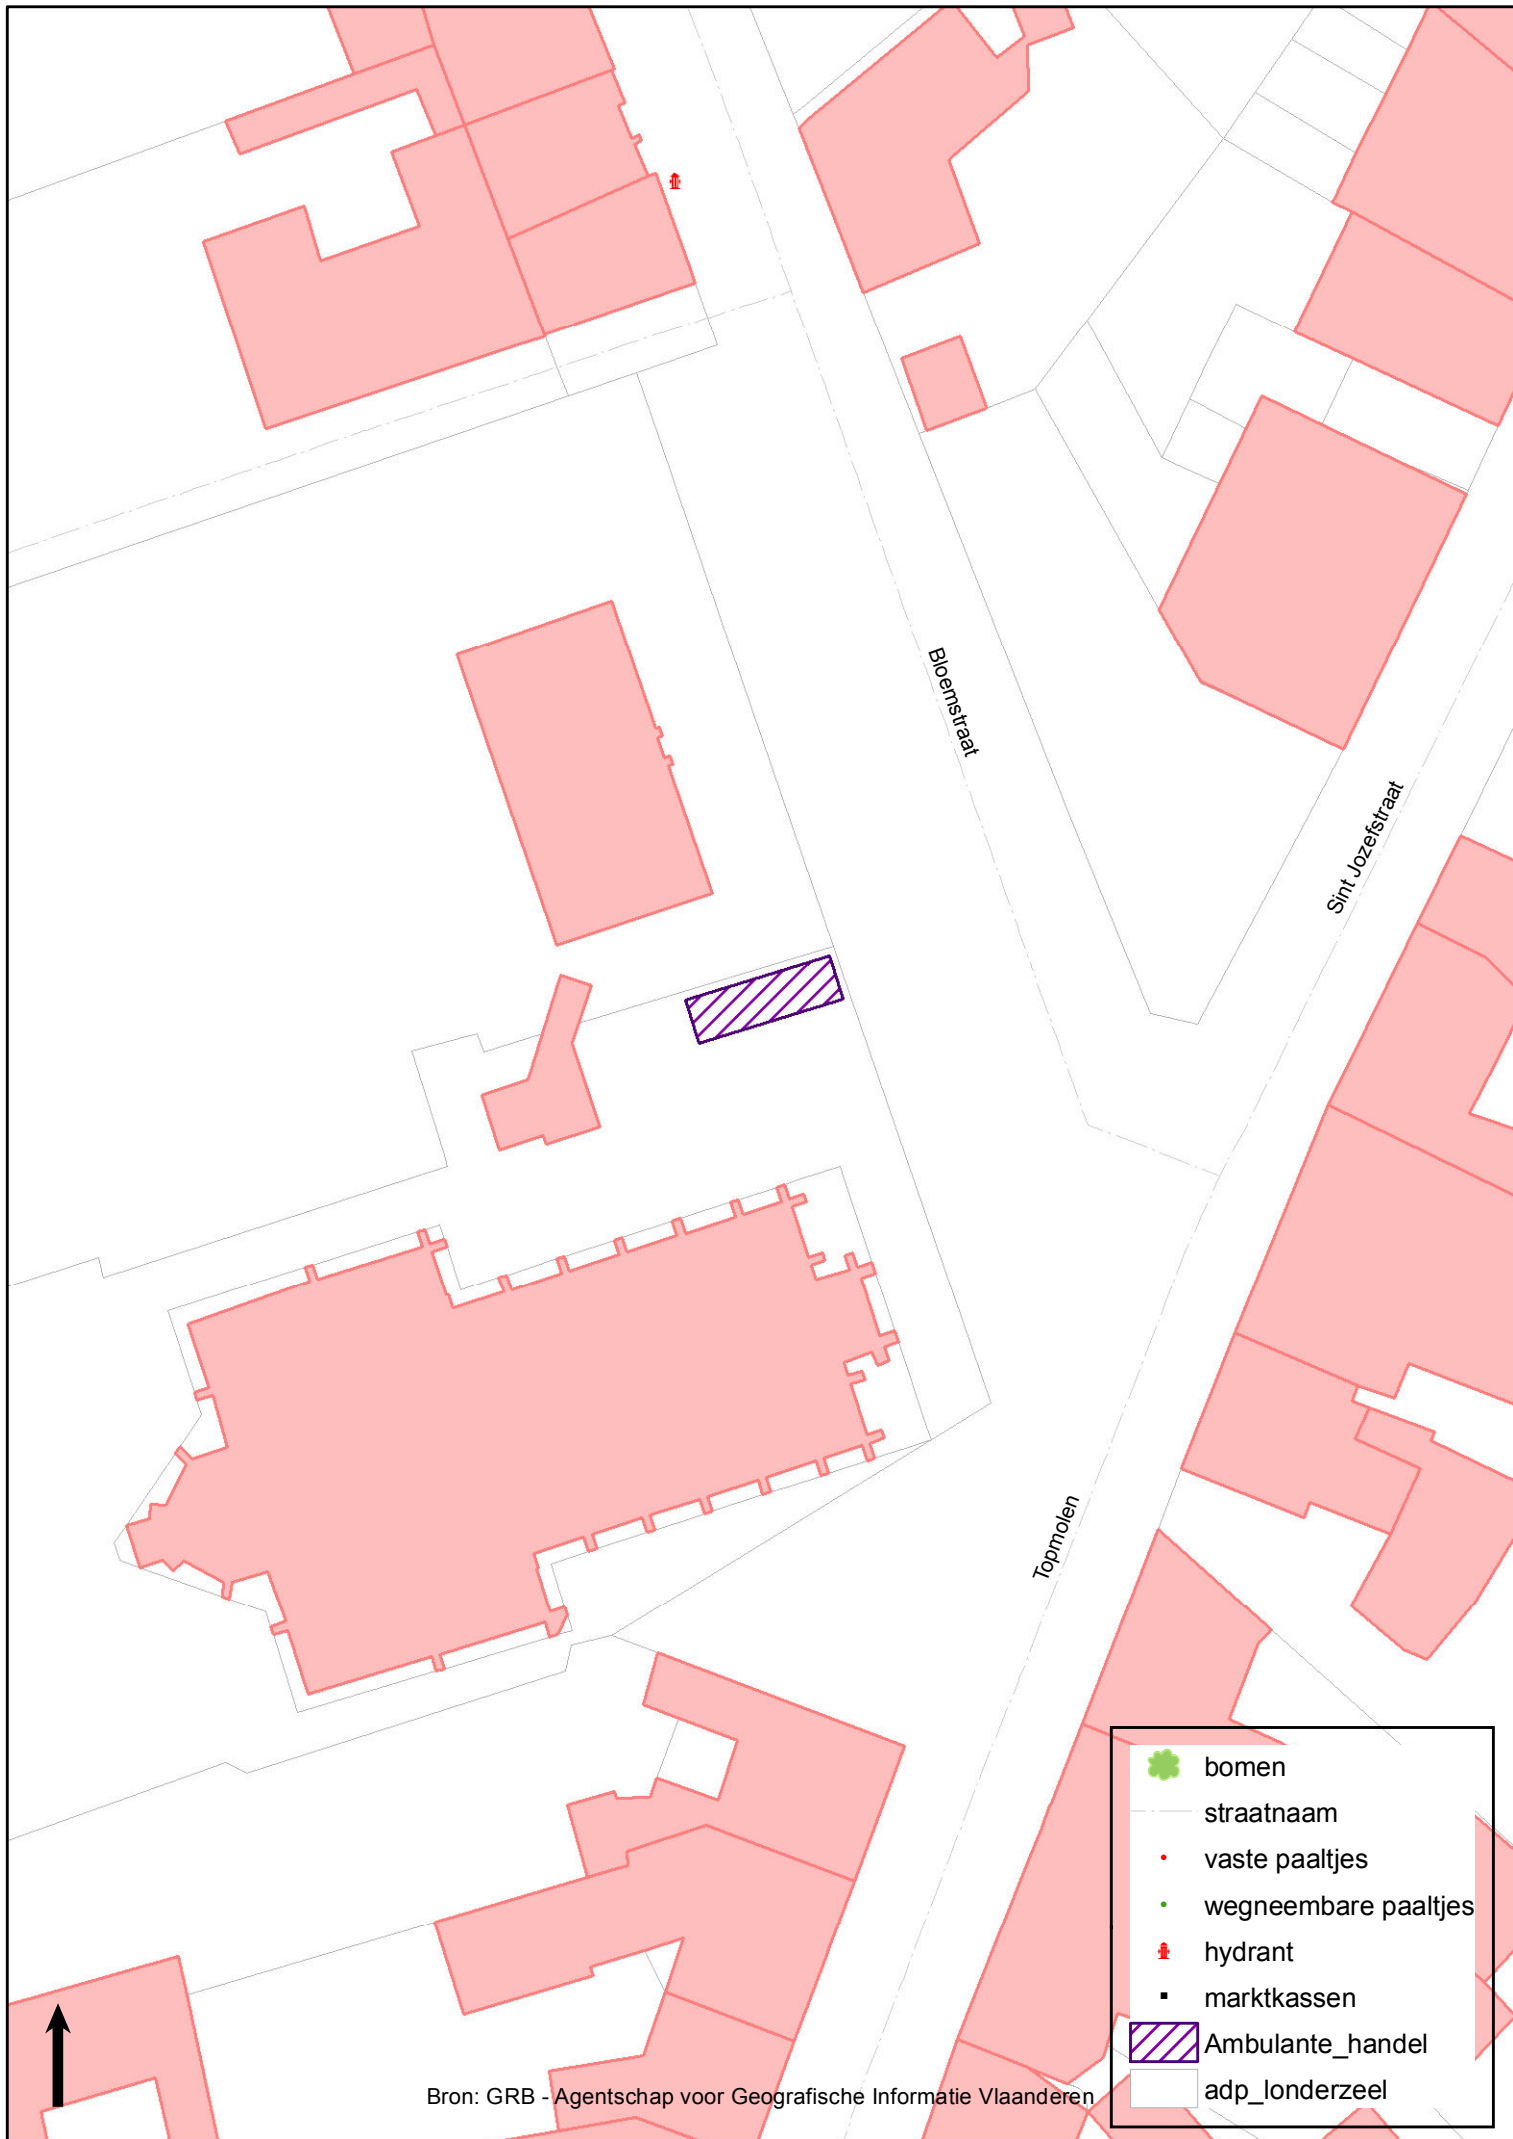 Bloemstraat
Sint Jozefstraat
Topmolen
bomen
straatnaam
vaste paaltjes
wegneembare paaltjes
hydrant
marktkassen
Ambulante_handel
adp_londerzeel
Bron: GRB - Agentschap voor Geografische Informatie Vlaanderen